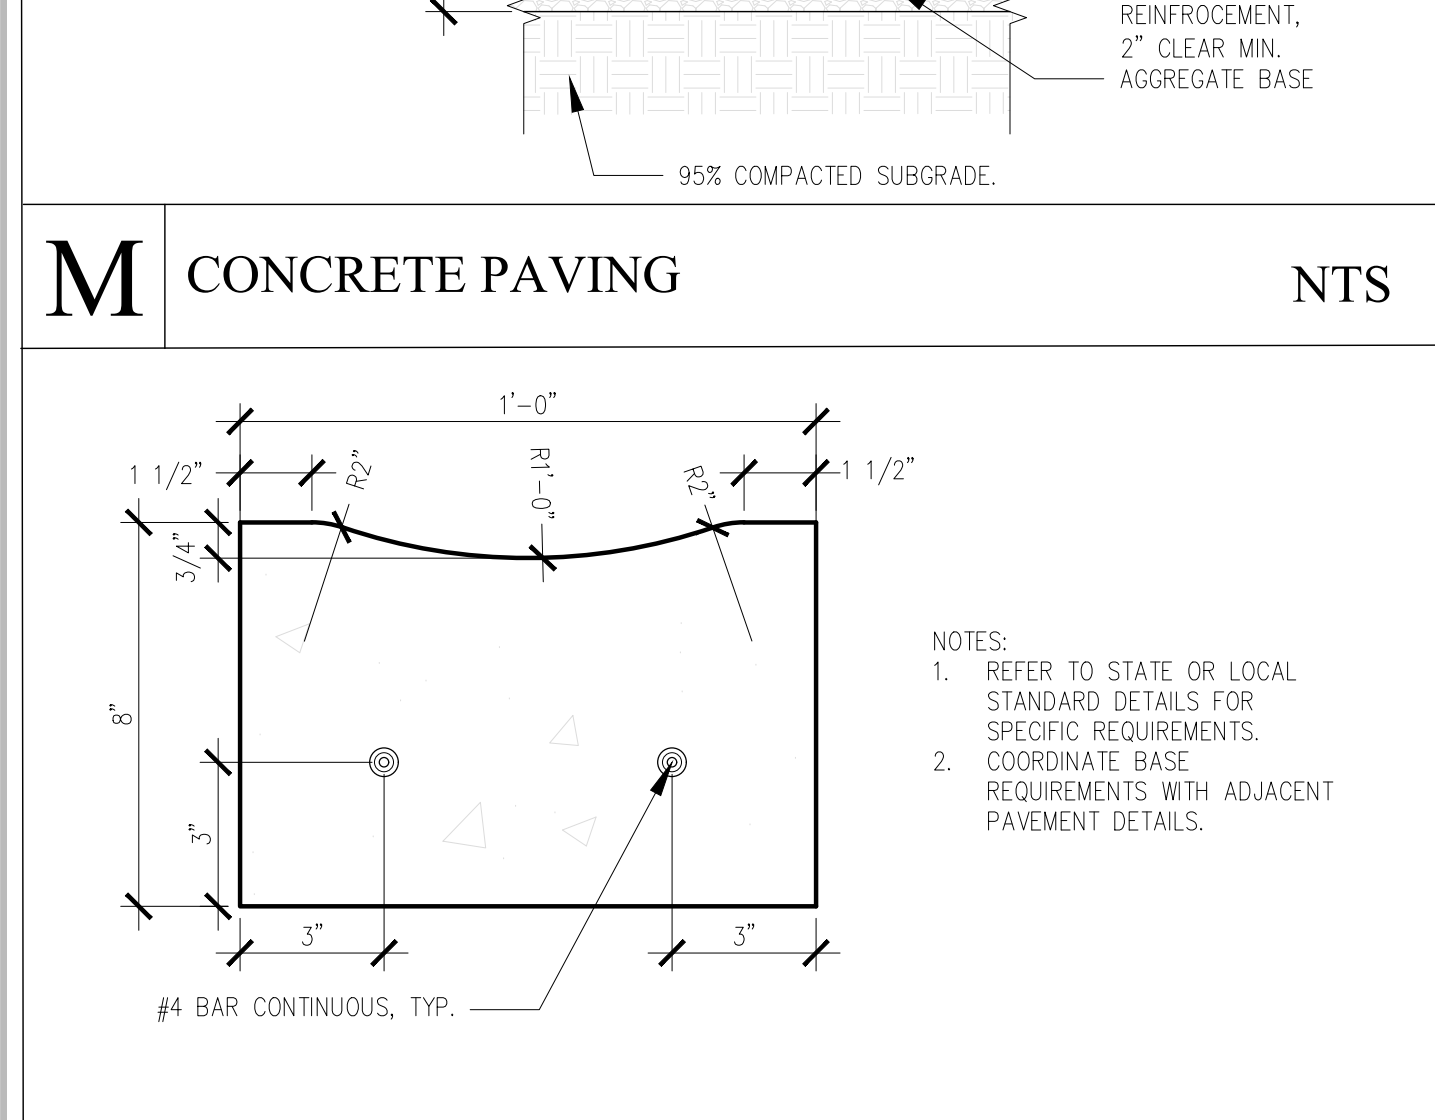 REINFROCEMENT,
2" CLEAR MIN.
AGGREGATE BASE
95% COMPACTED SUBGRADE.
M CONCRETE PAVING NTS
1'-0"
1 1/2" R2" R1'-0" R2" 1 1/2"
3/4"
8"
3"
NOTES:
1. REFER TO STATE OR LOCAL
STANDARD DETAILS FOR
SPECIFIC REQUIREMENTS.
2. COORDINATE BASE
REQUIREMENTS WITH ADJACENT
PAVEMENT DETAILS.
3" 3"
#4 BAR CONTINUOUS, TYP.